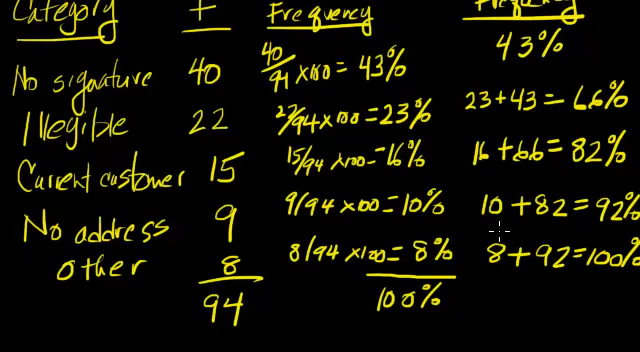 Category f Frequency Frequency
43%
No signature 40 40/94 x100 = 43%
Illegible 22 22/94 x100 = 23% 23+43 = 66%
Current customer 15 15/94 x100 = 16% 16+66 = 82%
No address 9 9/94 x100 = 10% 10+82 = 92%
other 8 8/94 x100 = 8% 8+92 = 100%
94 100%